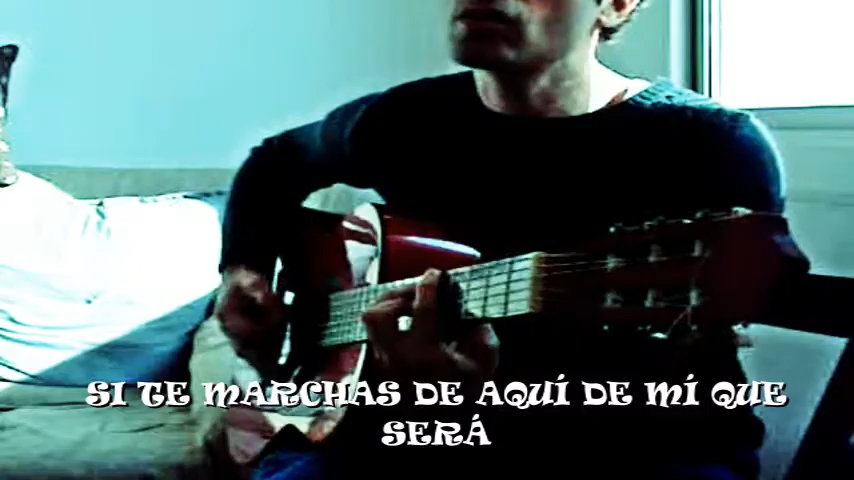 SI TE MARCHAS DE AQUÍ DE MÍ QUE
SERÁ